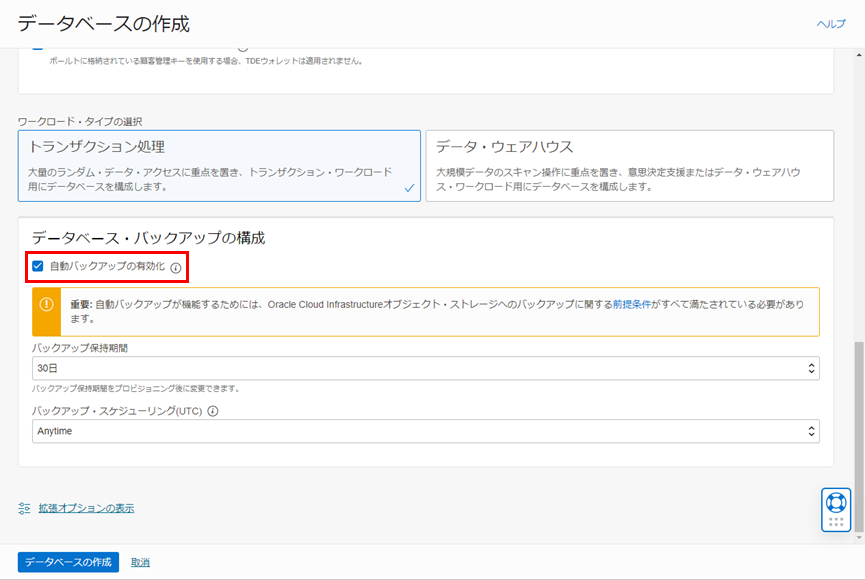 データベースの作成
ヘルプ
ボールトに格納されている顧客管理キーを使用する場合、TDEウォレットは適用されません。
ワークロード・タイプの選択
トランザクション処理
大量のランダム・データ・アクセスに重点を置き、トランザクション・ワークロード
用にデータベースを構成します。
データ・ウェアハウス
大規模データのスキャン操作に重点を置き、意思決定支援またはデータ・ウェアハウ
ス・ワークロード用にデータベースを構成します。
データベース・バックアップの構成
自動バックアップの有効化
重要: 自動バックアップが機能するためには、Oracle Cloud Infrastructureオブジェクト・ストレージへのバックアップに関する前提条件がすべて満たされている必要があり
ます。
バックアップ保持期間
30日
バックアップ保持期間をプロビジョニング後に変更できます。
バックアップ・スケジューリング(UTC)
Anytime
拡張オプションの表示
データベースの作成
取消